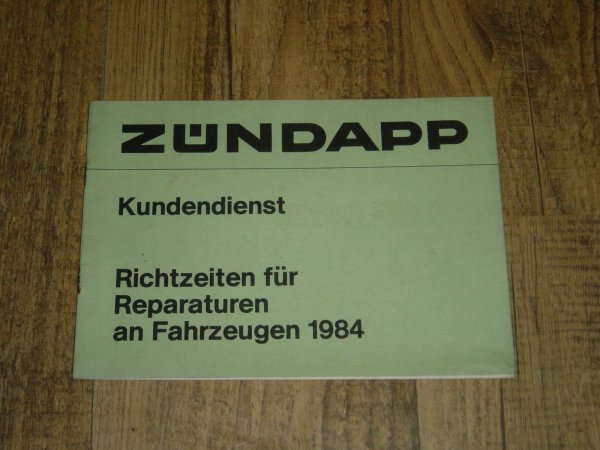 ZÜNDAPP
Kundendienst
Richtzeiten für
Reparaturen
an Fahrzeugen 1984